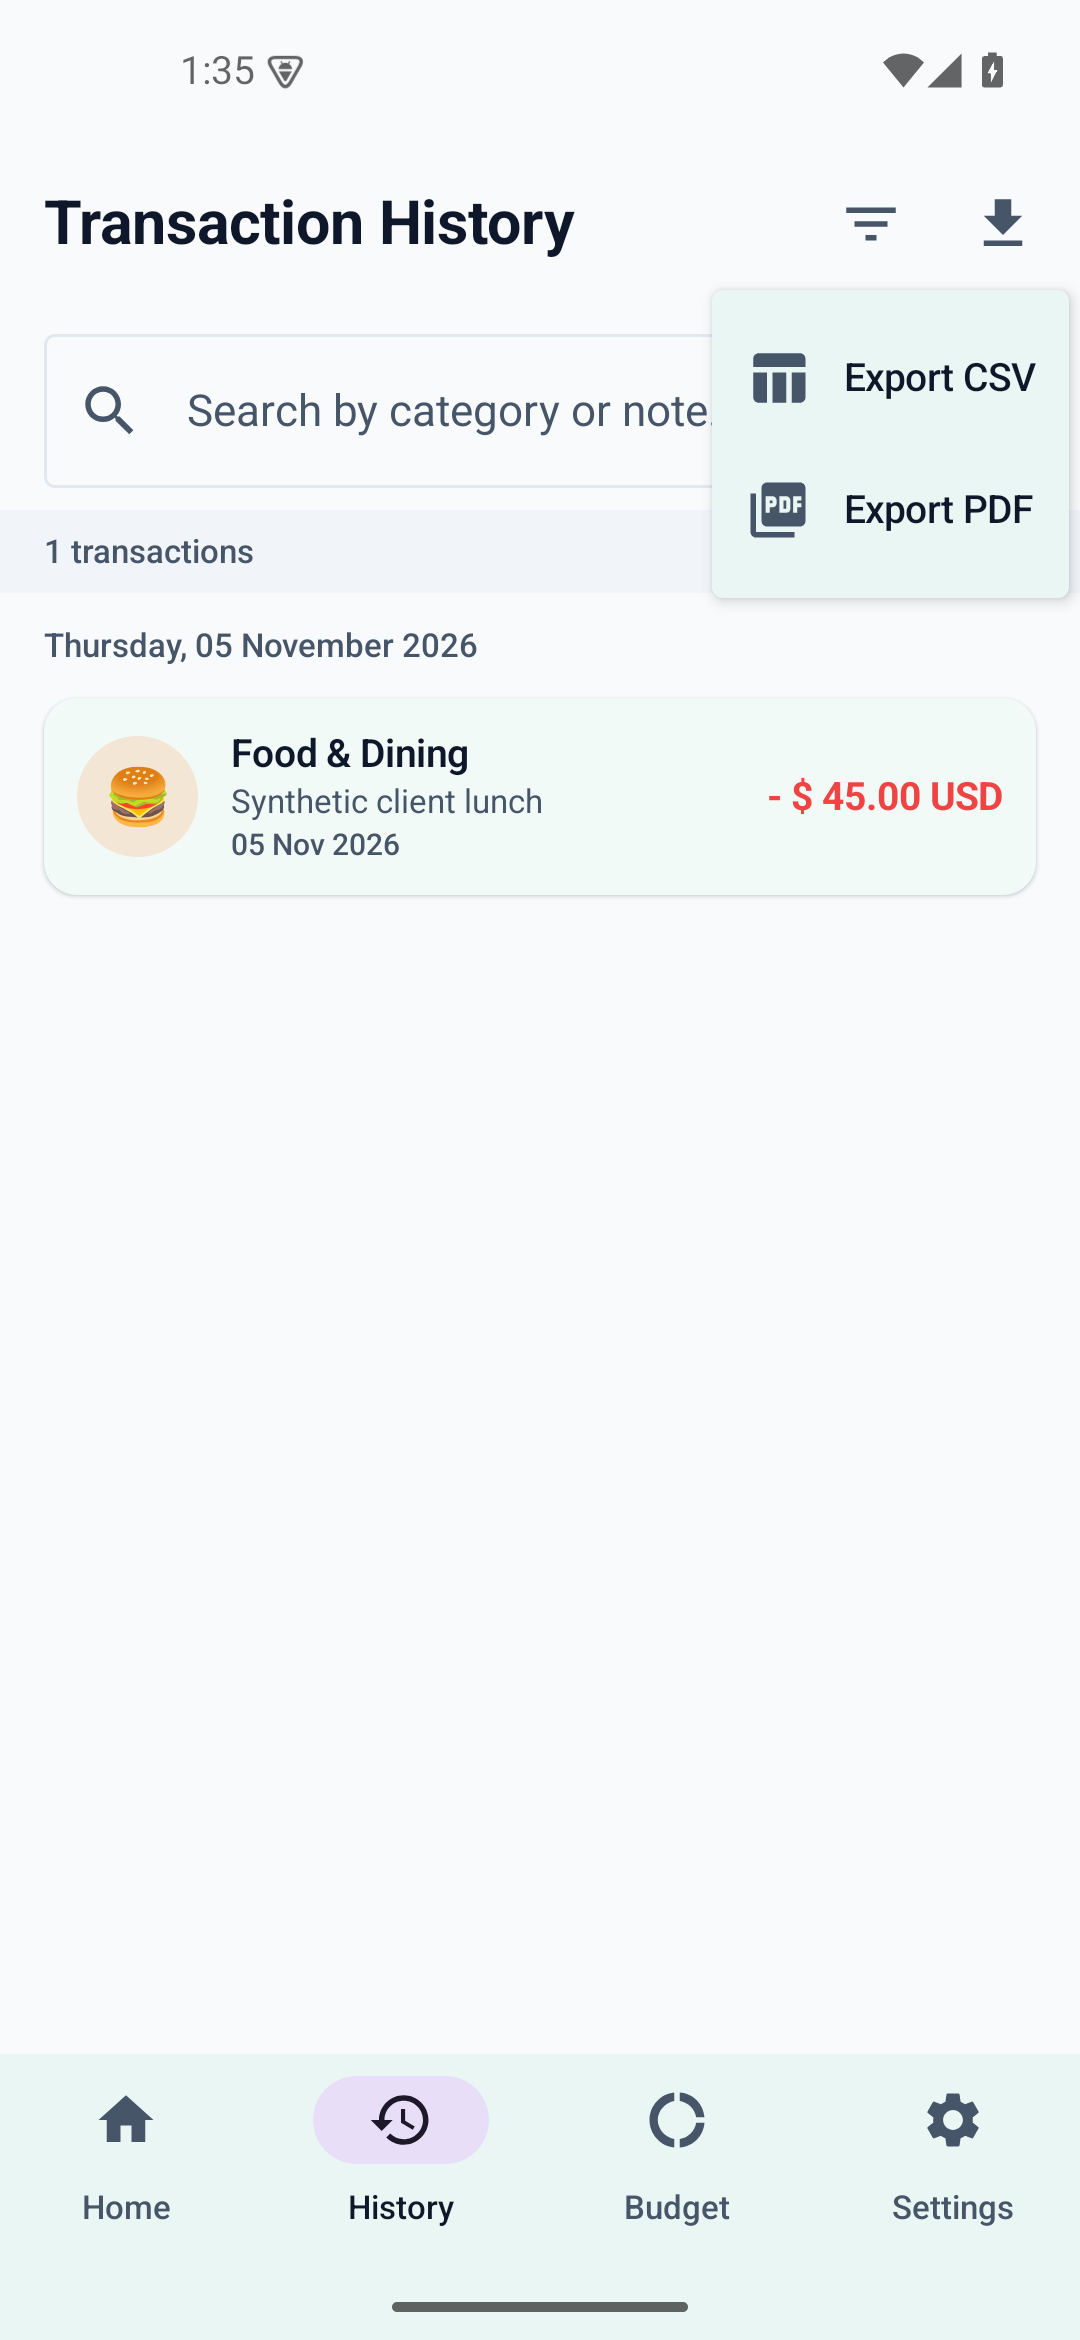 1:35
Transaction History
Export CSV
Search by category or note.
PDF
Export PDF
1 transactions
Thursday, 05 November 2026
Food & Dining
Synthetic client lunch
- $ 45.00 USD
05 Nov 2026
Home
History
Budget
Settings